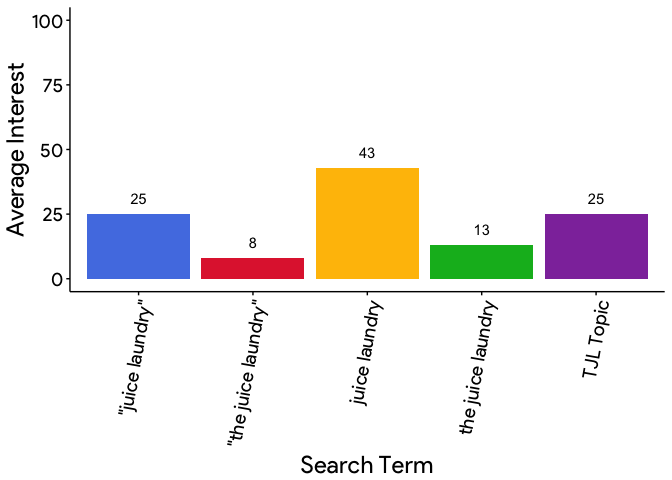 Average Interest
100
75
50
25
0
25
8
43
13
25
"juice laundry"
"the juice laundry"
juice laundry
the juice laundry
TJL Topic
Search Term